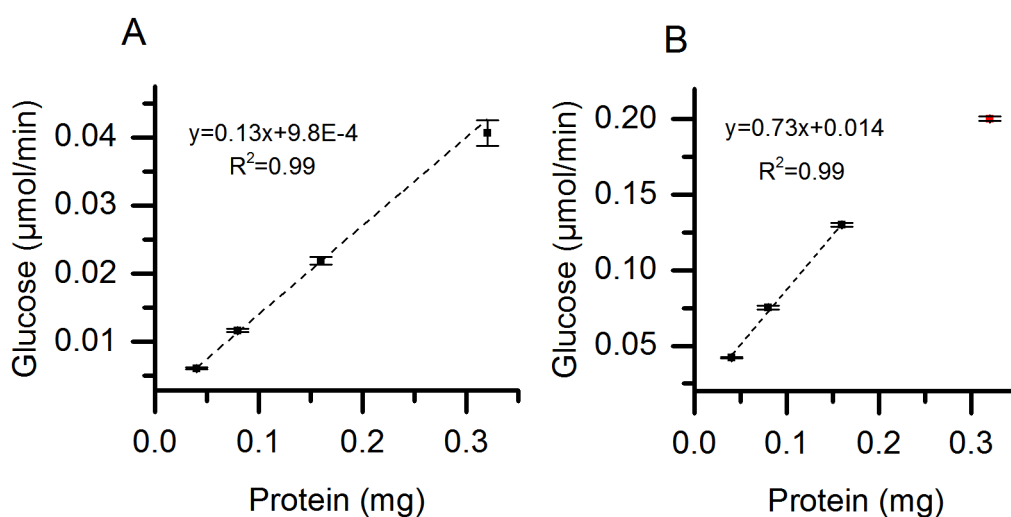 A
y=0.13x+9.8E-4
R²=0.99
Glucose (µmol/min)
0.04
0.03
0.02
0.01
0.0
0.1
0.2
0.3
Protein (mg)
B
y=0.73x+0.014
R²=0.99
Glucose (µmol/min)
0.20
0.15
0.10
0.05
0.0
0.1
0.2
0.3
Protein (mg)